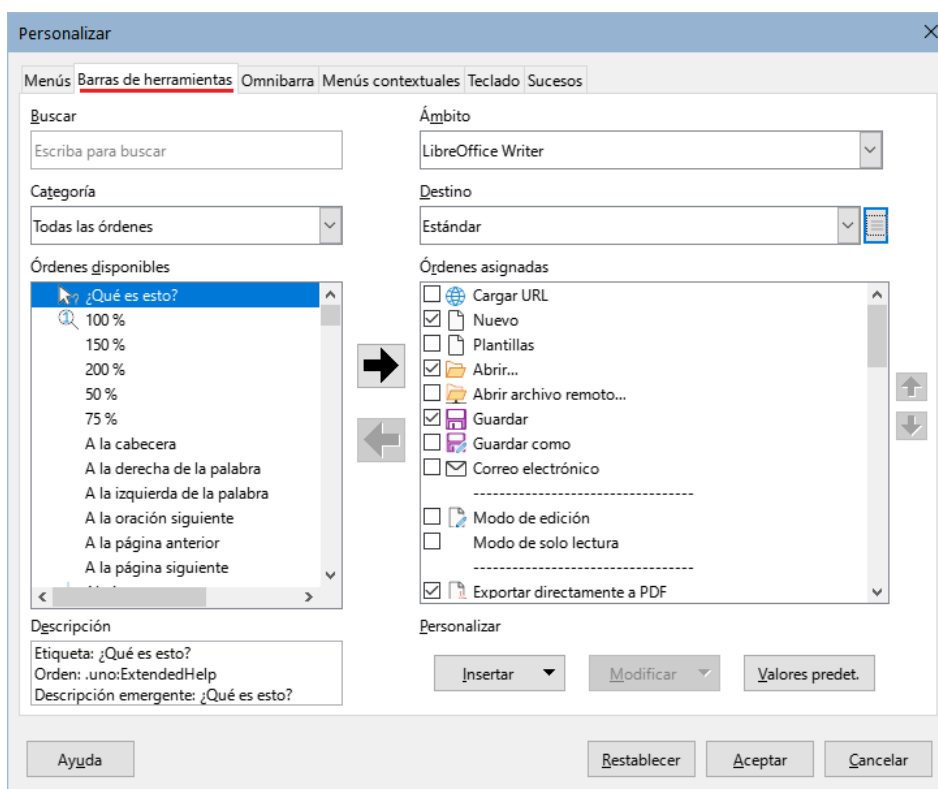 Personalizar
Menús Barras de herramientas Omnibarra Menús contextuales Teclado Sucesos
Buscar
Escriba para buscar
Categoría
Todas las órdenes
Órdenes disponibles
¿Qué es esto?
100 %
150 %
200 %
50 %
75 %
A la cabecera
A la derecha de la palabra
A la izquierda de la palabra
A la oración siguiente
A la página anterior
A la página siguiente
Descripción
Etiqueta: ¿Qué es esto?
Orden: .uno:ExtendedHelp
Descripción emergente: ¿Qué es esto?
Ámbito
LibreOffice Writer
Destino
Estándar
Órdenes asignadas
Cargar URL
Nuevo
Plantillas
Abrir...
Abrir archivo remoto...
Guardar
Guardar como
Correo electrónico
----------------------------------
Modo de edición
Modo de solo lectura
----------------------------------
Exportar directamente a PDF
Personalizar
Insertar Modificar Valores predet.
Ayuda Restablecer Aceptar Cancelar